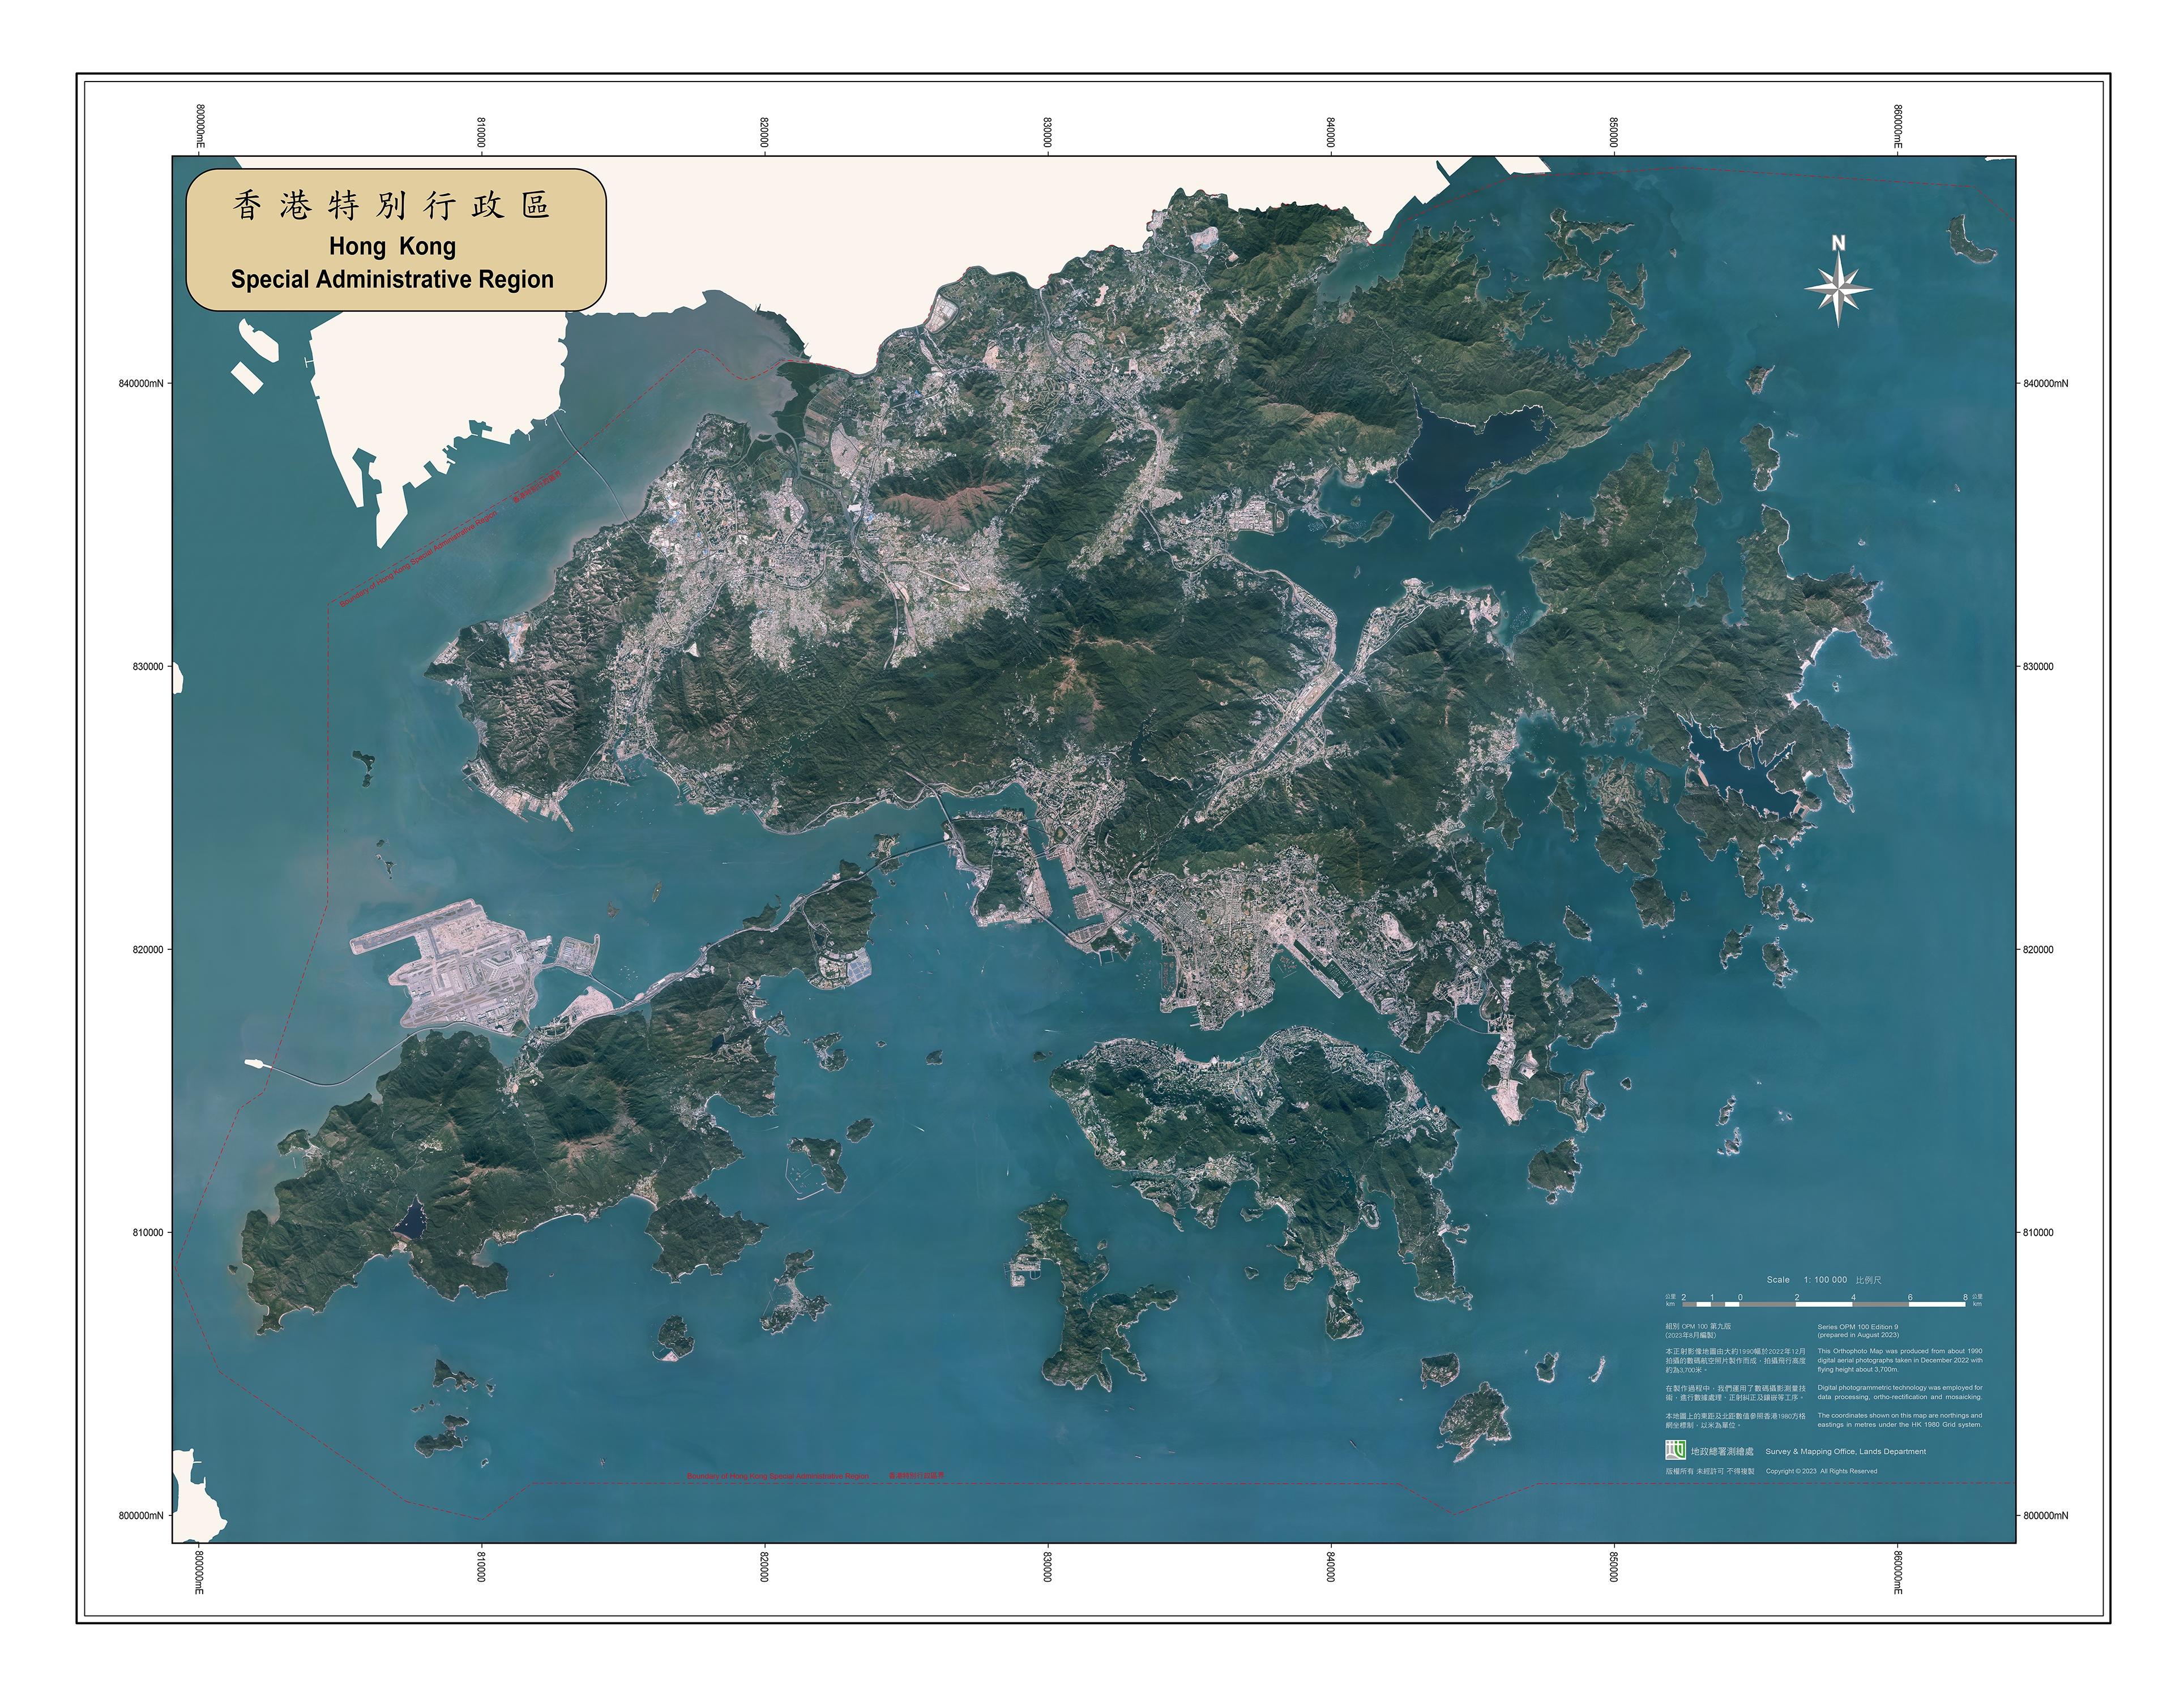 800000mE
810000
820000
830000
840000
850000
860000mE
香港特別行政區
Hong Kong
Special Administrative Region
N
840000mN
840000mN
Boundary of Hong Kong Special Administrative Region 香港特別行政區界
830000
830000
820000
820000
810000
810000
Scale 1: 100 000 比例尺
公里 km 2 1 0 2 4 6 8 公里 km
組別 OPM 100 第九版
(2023年8月編製)
Series OPM 100 Edition 9
(prepared in August 2023)
本正射影像地圖由大約1990幅於2022年12月
拍攝的數碼航空照片製作而成，拍攝飛行高度
約為3,700米。
This Orthophoto Map was produced from about 1990
digital aerial photographs taken in December 2022 with
flying height about 3,700m.
在製作過程中，我們運用了數碼攝影測量技
術，進行數據處理、正射糾正及鑲嵌等工序。
Digital photogrammetric technology was employed for
data processing, ortho-rectification and mosaicking.
本地圖上的東距及北距數值參照香港1980方格
網坐標制，以米為單位。
The coordinates shown on this map are northings and
eastings in metres under the HK 1980 Grid system.
地政總署測繪處 Survey & Mapping Office, Lands Department
版權所有 未經許可 不得複製 Copyright © 2023 All Rights Reserved
Boundary of Hong Kong Special Administrative Region 香港特別行政區界
800000mN
800000mN
800000mE
810000
820000
830000
840000
850000
860000mE